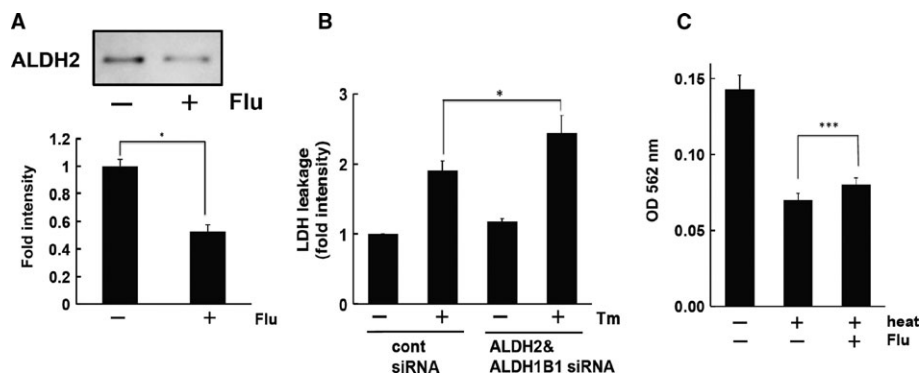 A
ALDH2
− + Flu
*
Fold intensity
1.2
1
0.8
0.6
0.4
0.2
0
− + Flu
B
*
LDH leakage
(fold intensity)
3
2
1
0
− + − + Tm
cont
siRNA
ALDH2&
ALDH1B1 siRNA
C
***
OD 562 nm
0.15
0.10
0.05
0.00
− + + heat
− + Flu